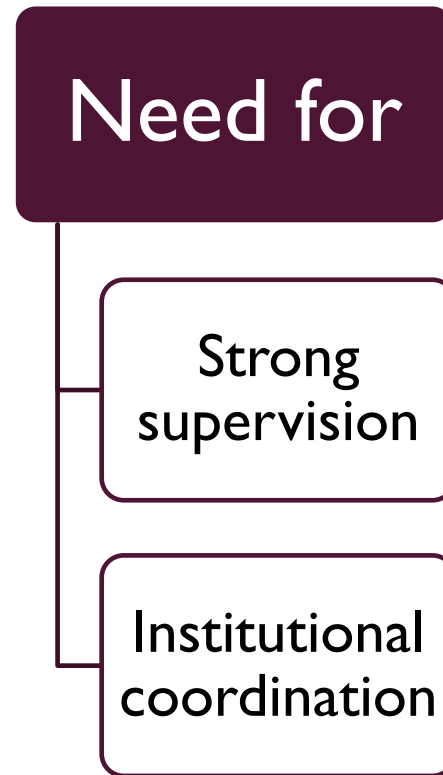 Need for
Strong
supervision
Institutional
coordination